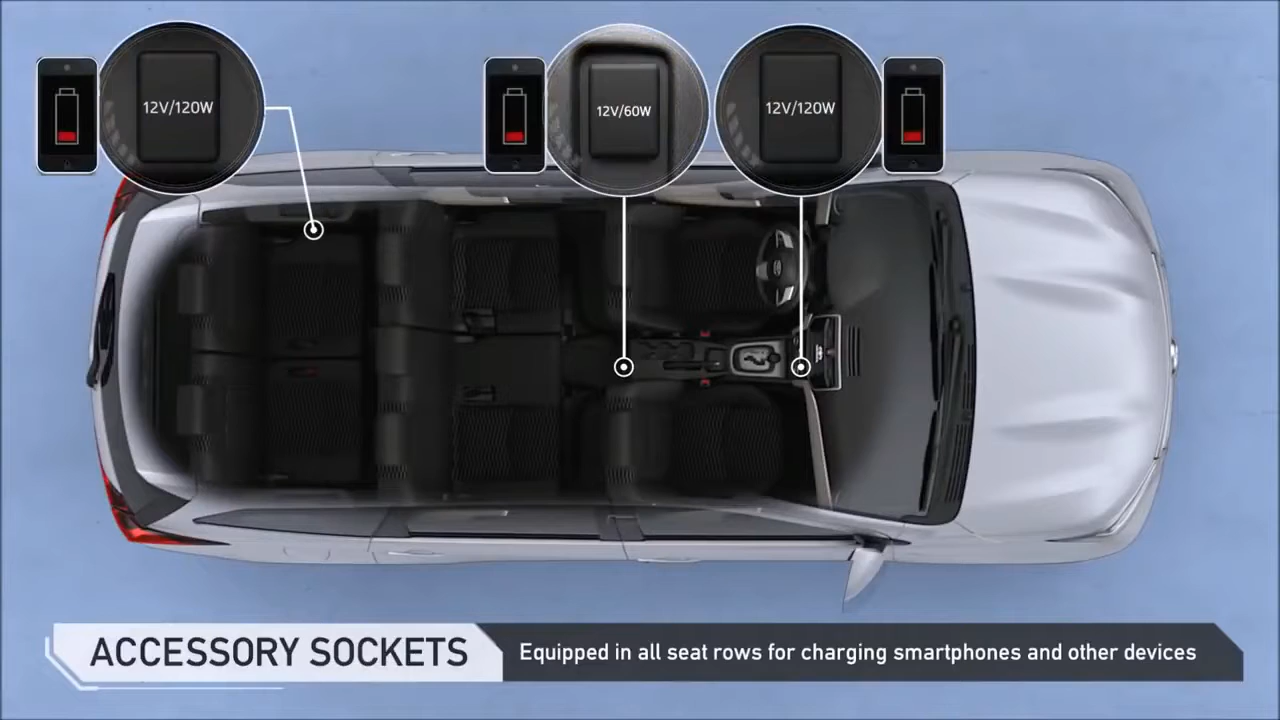 12V/120W
12V/60W
12V/120W
ACCESSORY SOCKETS
Equipped in all seat rows for charging smartphones and other devices